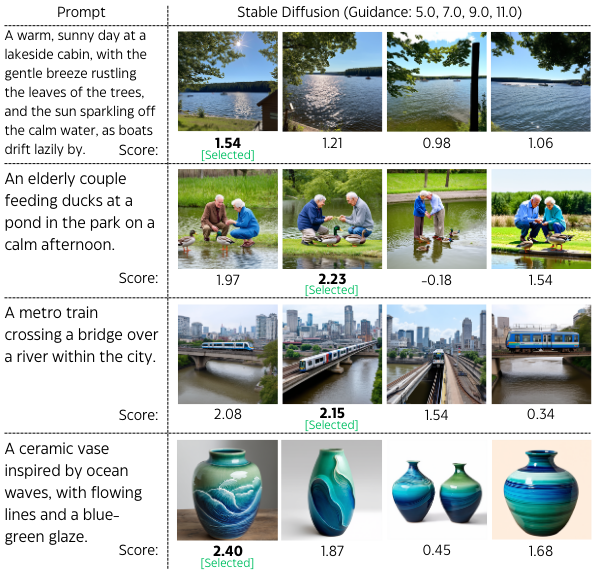 Prompt
Stable Diffusion (Guidance: 5.0, 7.0, 9.0, 11.0)
A warm, sunny day at a
lakeside cabin, with the
gentle breeze rustling
the leaves of the trees,
and the sun sparkling off
the calm water, as boats
drift lazily by.
Score:
1.54
1.21
0.98
1.06
[Selected]
An elderly couple
feeding ducks at a
pond in the park on a
calm afternoon.
Score:
1.97
2.23
-0.18
1.54
[Selected]
A metro train
crossing a bridge over
a river within the city.
Score:
2.08
2.15
1.54
0.34
[Selected]
A ceramic vase
inspired by ocean
waves, with flowing
lines and a blue-
green glaze.
Score:
2.40
1.87
0.45
1.68
[Selected]